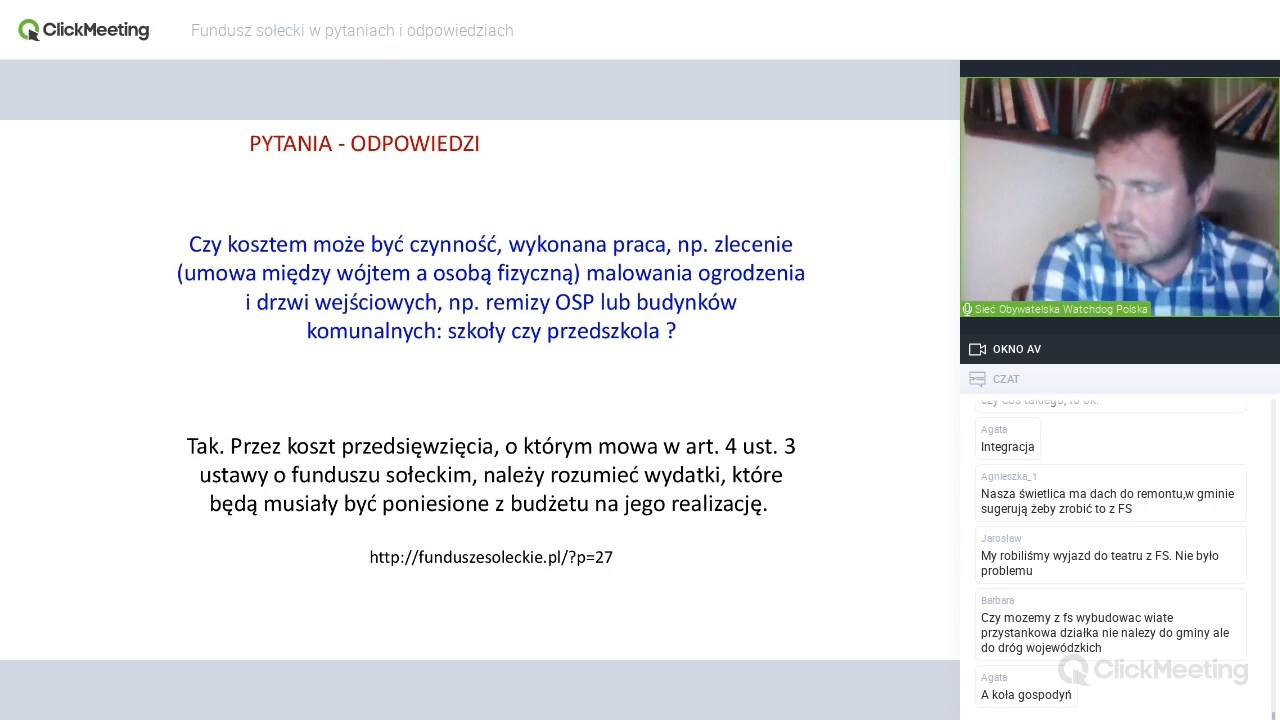 ClickMeeting
Fundusz sołecki w pytaniach i odpowiedziach
PYTANIA - ODPOWIEDZI
Czy kosztem może być czynność, wykonana praca, np. zlecenie
(umowa między wójtem a osobą fizyczną) malowania ogrodzenia
i drzwi wejściowych, np. remizy OSP lub budynków
komunalnych: szkoły czy przedszkola ?
Tak. Przez koszt przedsięwzięcia, o którym mowa w art. 4 ust. 3
ustawy o funduszu sołeckim, należy rozumieć wydatki, które
będą musiały być poniesione z budżetu na jego realizację.
http://funduszesoleckie.pl/?p=27
Sieć Obywatelska Watchdog Polska
OKNO AV
CZAT
czy coś takiego, to ok.
Agata
Integracja
Agnieszka_1
Nasza świetlica ma dach do remontu,w gminie
sugerują żeby zrobić to z FS
Jarosław
My robiliśmy wyjazd do teatru z FS. Nie było
problemu
Barbara
Czy mozemy z fs wybudowac wiate
przystankowa działka nie nalezy do gminy ale
do dróg wojewódzkich
ClickMeeting
Agata
A koła gospodyń